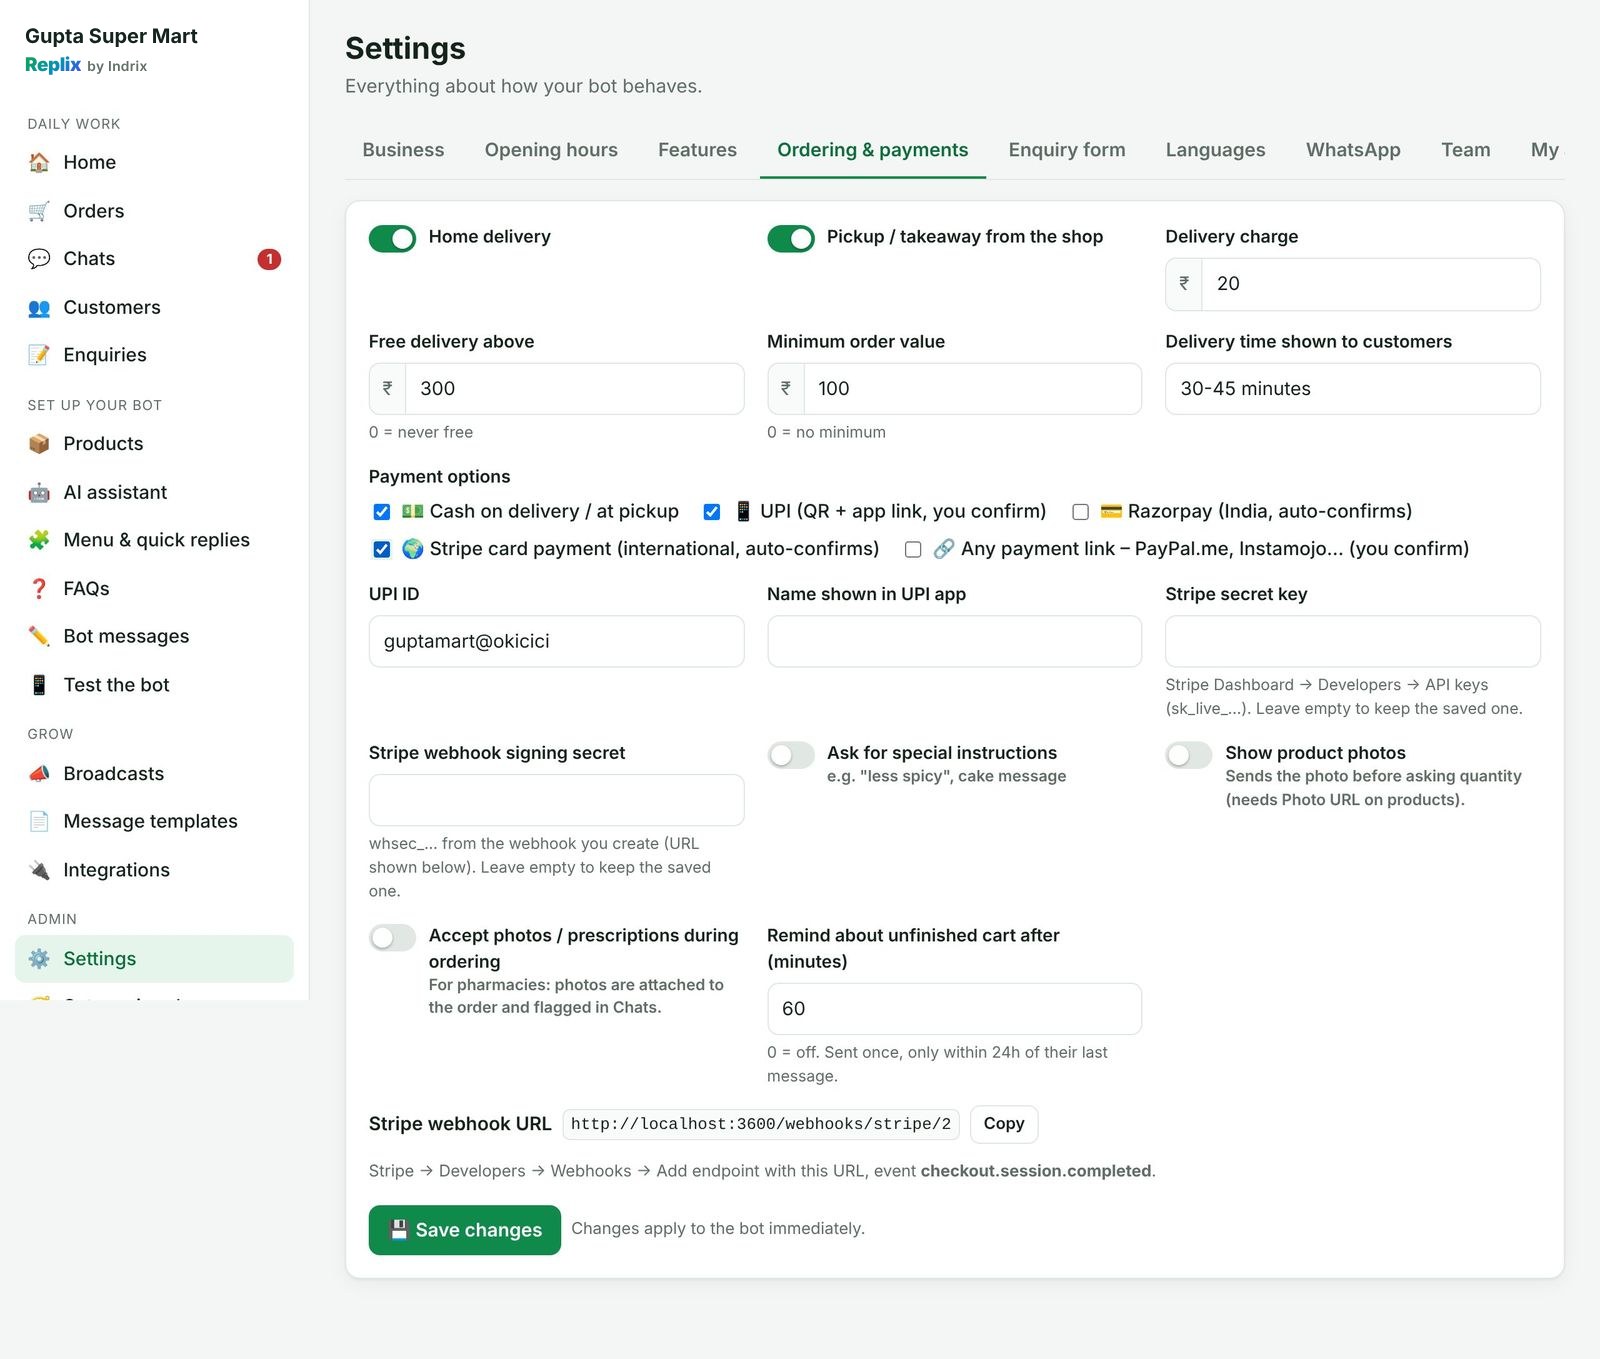 Gupta Super Mart
Replix by Indrix
DAILY WORK
Home
Orders
Chats 1
Customers
Enquiries
SET UP YOUR BOT
Products
AI assistant
Menu & quick replies
FAQs
Bot messages
Test the bot
GROW
Broadcasts
Message templates
Integrations
ADMIN
Settings
Settings
Everything about how your bot behaves.
Business Opening hours Features Ordering & payments Enquiry form Languages WhatsApp Team My
Home delivery
Pickup / takeaway from the shop
Delivery charge
₹ 20
Free delivery above
₹ 300
0 = never free
Minimum order value
₹ 100
0 = no minimum
Delivery time shown to customers
30-45 minutes
Payment options
Cash on delivery / at pickup UPI (QR + app link, you confirm) Razorpay (India, auto-confirms)
Stripe card payment (international, auto-confirms) Any payment link – PayPal.me, Instamojo... (you confirm)
UPI ID
guptamart@okicici
Name shown in UPI app
Stripe secret key
Stripe Dashboard → Developers → API keys
(sk_live_...). Leave empty to keep the saved one.
Stripe webhook signing secret
whsec_... from the webhook you create (URL
shown below). Leave empty to keep the saved
one.
Ask for special instructions
e.g. "less spicy", cake message
Show product photos
Sends the photo before asking quantity
(needs Photo URL on products).
Accept photos / prescriptions during
ordering
For pharmacies: photos are attached to
the order and flagged in Chats.
Remind about unfinished cart after
(minutes)
60
0 = off. Sent once, only within 24h of their last
message.
Stripe webhook URL http://localhost:3600/webhooks/stripe/2 Copy
Stripe → Developers → Webhooks → Add endpoint with this URL, event checkout.session.completed.
Save changes Changes apply to the bot immediately.